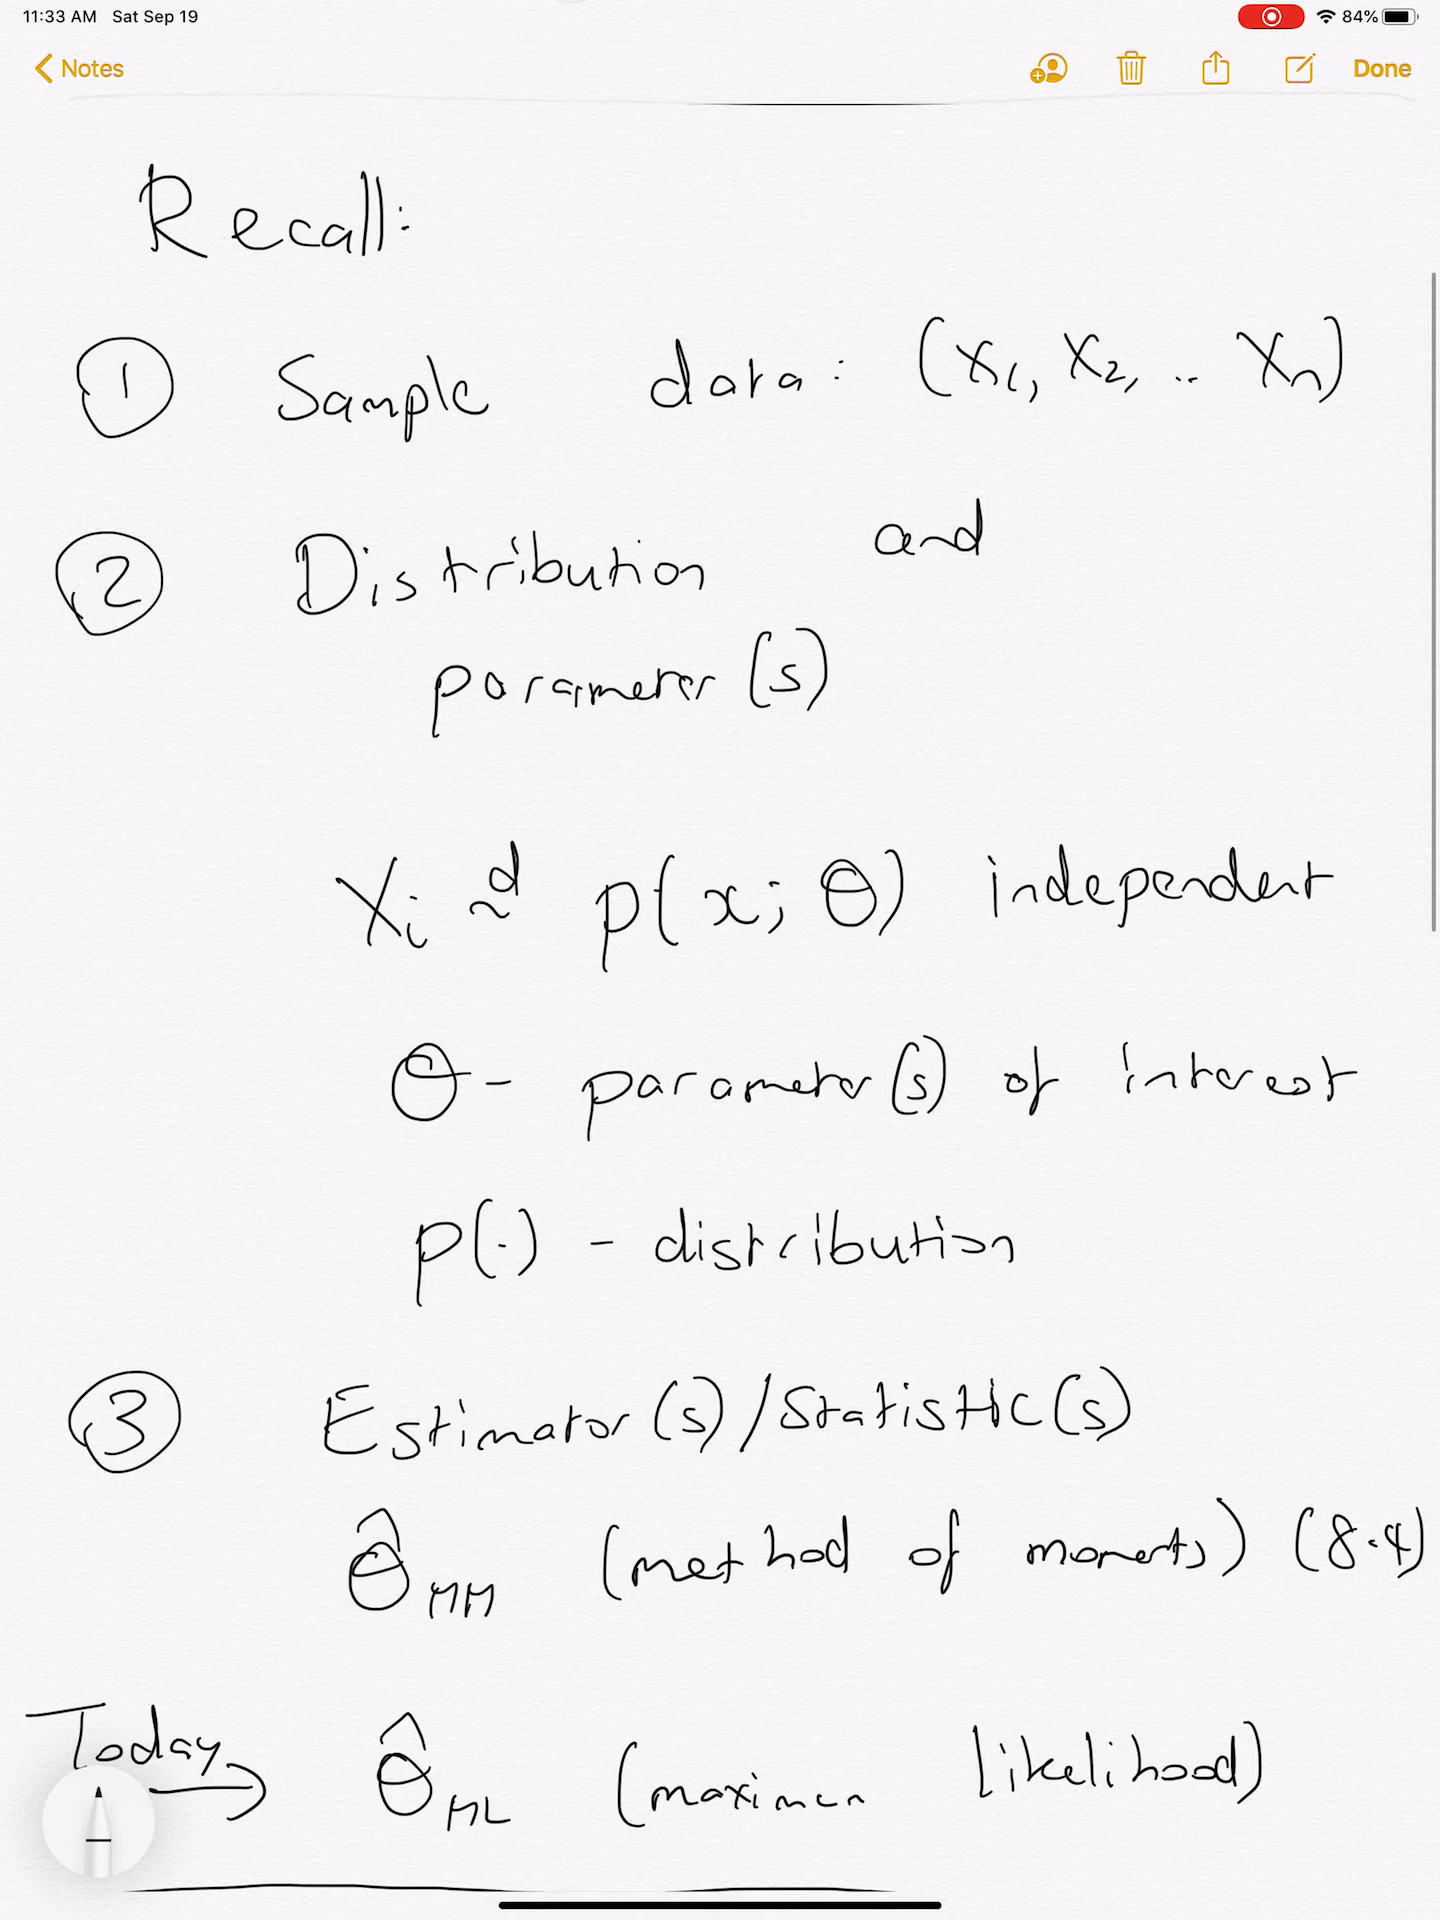 11:33 AM Sat Sep 19 84%
Notes Done
Recall:
1 Sample data: (X1, X2, .. Xn)
2 Distribution and
parameter(s)
Xi ~d p(x; θ) independent
θ - parameter(s) of interest
p(·) - distribution
3 Estimator(s)/Statistic(s)
θ̂MM (method of moments) (8.4)
Today → θ̂ML (maximum likelihood)